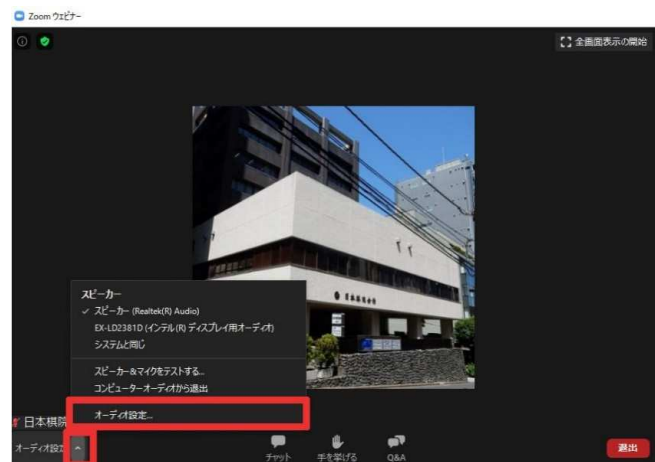 Zoom ウェビナー
全画面表示の開始
スピーカー
スピーカー (Realtek(R) Audio)
EX-LD2381D (インテル(R) ディスプレイ用オーディオ)
システムと同じ
スピーカー&マイクをテストする...
コンピューターオーディオから退出
オーディオ設定...
日本棋院
オーディオ設定
チャット
手を挙げる
Q&A
退出